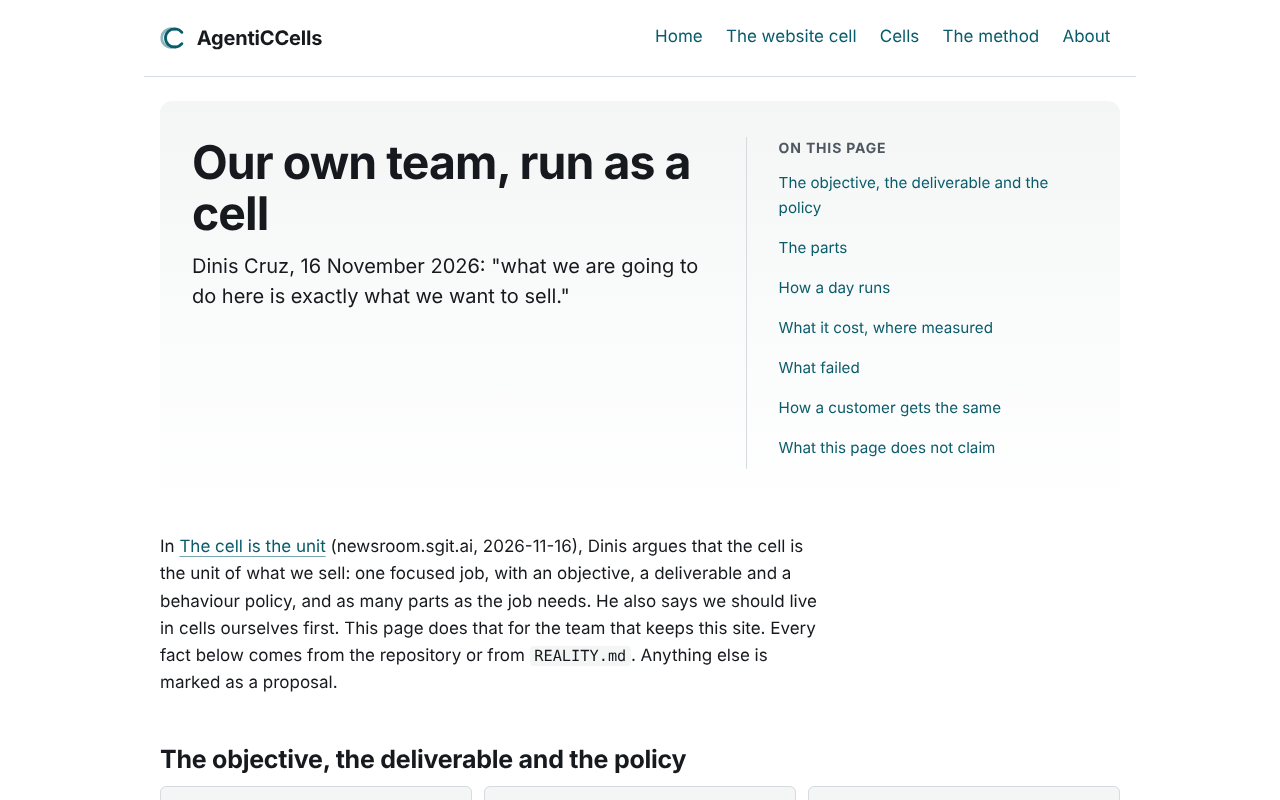 AgentiCCells
Home
The website cell
Cells
The method
About
Our own team, run as a
cell
Dinis Cruz, 16 November 2026: "what we are going to
do here is exactly what we want to sell."
ON THIS PAGE
The objective, the deliverable and the
policy
The parts
How a day runs
What it cost, where measured
What failed
How a customer gets the same
What this page does not claim
In The cell is the unit (newsroom.sgit.ai, 2026-11-16), Dinis argues that the cell is
the unit of what we sell: one focused job, with an objective, a deliverable and a
behaviour policy, and as many parts as the job needs. He also says we should live
in cells ourselves first. This page does that for the team that keeps this site. Every
fact below comes from the repository or from REALITY.md. Anything else is
marked as a proposal.
The objective, the deliverable and the policy